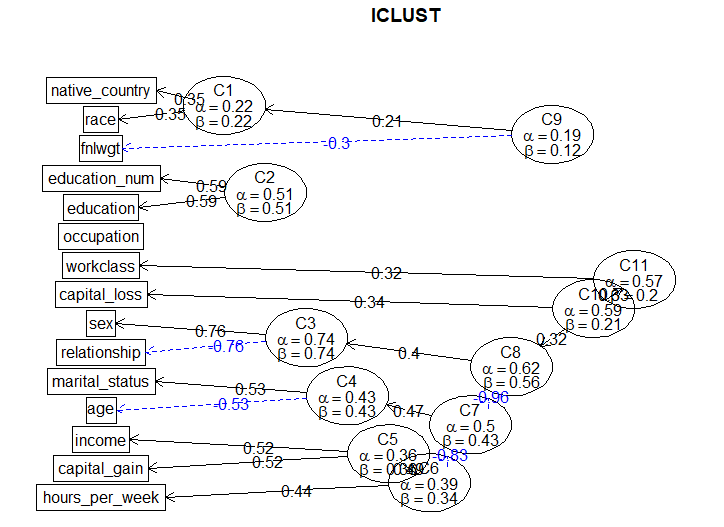 ICLUST
native_country
race
fnlwgt
education_num
education
occupation
workclass
capital_loss
sex
relationship
marital_status
age
income
capital_gain
hours_per_week
C1
α = 0.22
β = 0.22
0.35
0.35
C9
α = 0.19
β = 0.12
0.21
-0.3
C2
α = 0.51
β = 0.51
0.59
0.59
C11
α = 0.57
0.32
α = 0.59
β = 0.21
0.34
C3
α = 0.74
β = 0.74
0.76
-0.76
C8
α = 0.62
β = 0.56
0.32
0.4
C4
α = 0.43
β = 0.43
0.53
-0.53
C7
α = 0.5
β = 0.43
-0.96
0.47
C5
α = 0.36
0.52
0.52
-0.83
C6
α = 0.39
β = 0.34
0.44